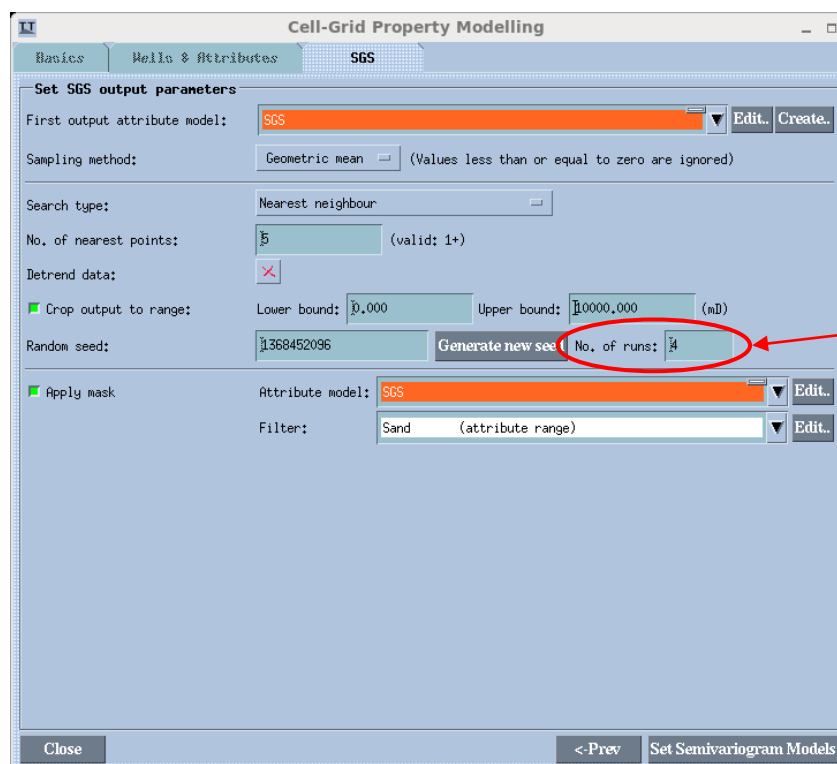 Cell-Grid Property Modelling
Basics Wells & Attributes SGS
Set SGS output parameters
First output attribute model: SGS Edit.. Create..
Sampling method: Geometric mean (Values less than or equal to zero are ignored)
Search type: Nearest neighbour
No. of nearest points: 5 (valid: 1+)
Detrend data:
Crop output to range: Lower bound: 0.000 Upper bound: 10000.000 (mD)
Random seed: 1368452096 Generate new seed No. of runs: 4
Apply mask Attribute model: SGS Edit..
Filter: Sand (attribute range) Edit..
Close <-Prev Set Semivariogram Models